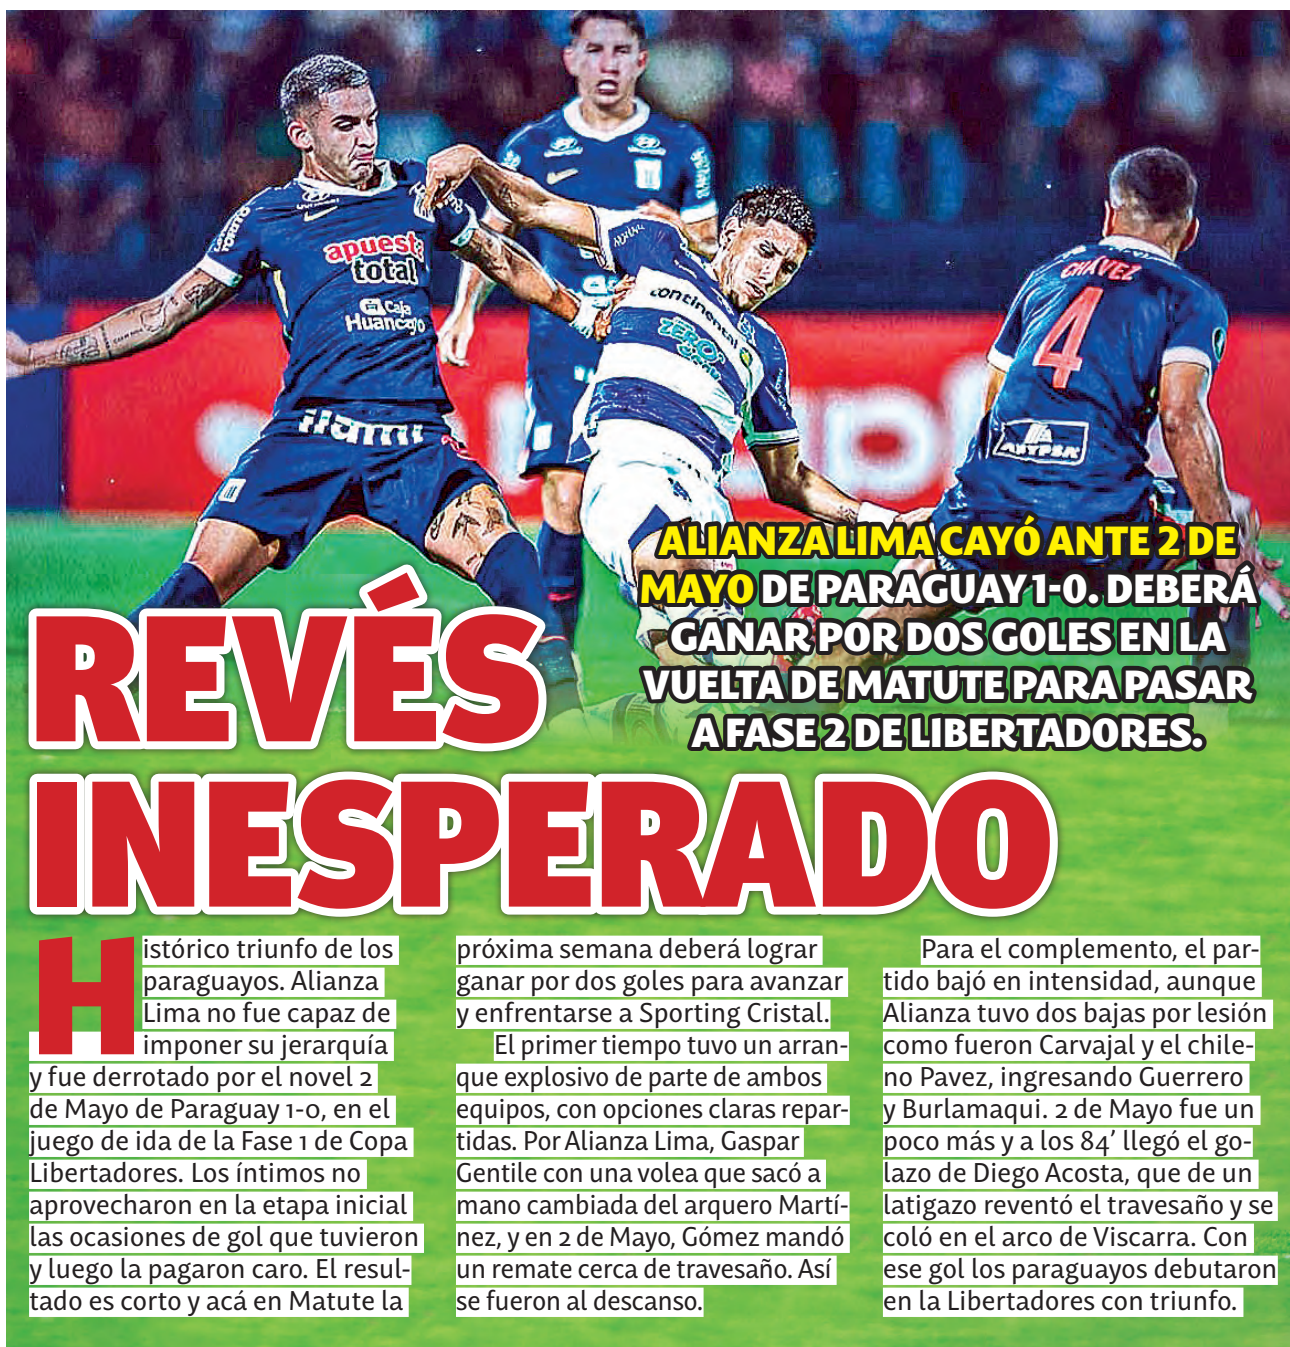 apuesta
total
Caja
Huancayo
continental
ZERO
CHÁVEZ
4
ALIANZA LIMA CAYÓ ANTE 2 DE
MAYO DE PARAGUAY 1-0. DEBERÁ
GANAR POR DOS GOLES EN LA
VUELTA DE MATUTE PARA PASAR
A FASE 2 DE LIBERTADORES.
REVÉS
INESPERADO
Histórico triunfo de los
paraguayos. Alianza
Lima no fue capaz de
imponer su jerarquía
y fue derrotado por el novel 2
de Mayo de Paraguay 1-0, en el
juego de ida de la Fase 1 de Copa
Libertadores. Los íntimos no
aprovecharon en la etapa inicial
las ocasiones de gol que tuvieron
y luego la pagaron caro. El resul-
tado es corto y acá en Matute la
próxima semana deberá lograr
ganar por dos goles para avanzar
y enfrentarse a Sporting Cristal.
El primer tiempo tuvo un arran-
que explosivo de parte de ambos
equipos, con opciones claras repar-
tidas. Por Alianza Lima, Gaspar
Gentile con una volea que sacó a
mano cambiada del arquero Martí-
nez, y en 2 de Mayo, Gómez mandó
un remate cerca de travesaño. Así
se fueron al descanso.
Para el complemento, el par-
tido bajó en intensidad, aunque
Alianza tuvo dos bajas por lesión
como fueron Carvajal y el chile-
no Pavez, ingresando Guerrero
y Burlamaqui. 2 de Mayo fue un
poco más y a los 84’ llegó el go-
lazo de Diego Acosta, que de un
latigazo reventó el travesaño y se
coló en el arco de Viscarra. Con
ese gol los paraguayos debutaron
en la Libertadores con triunfo.